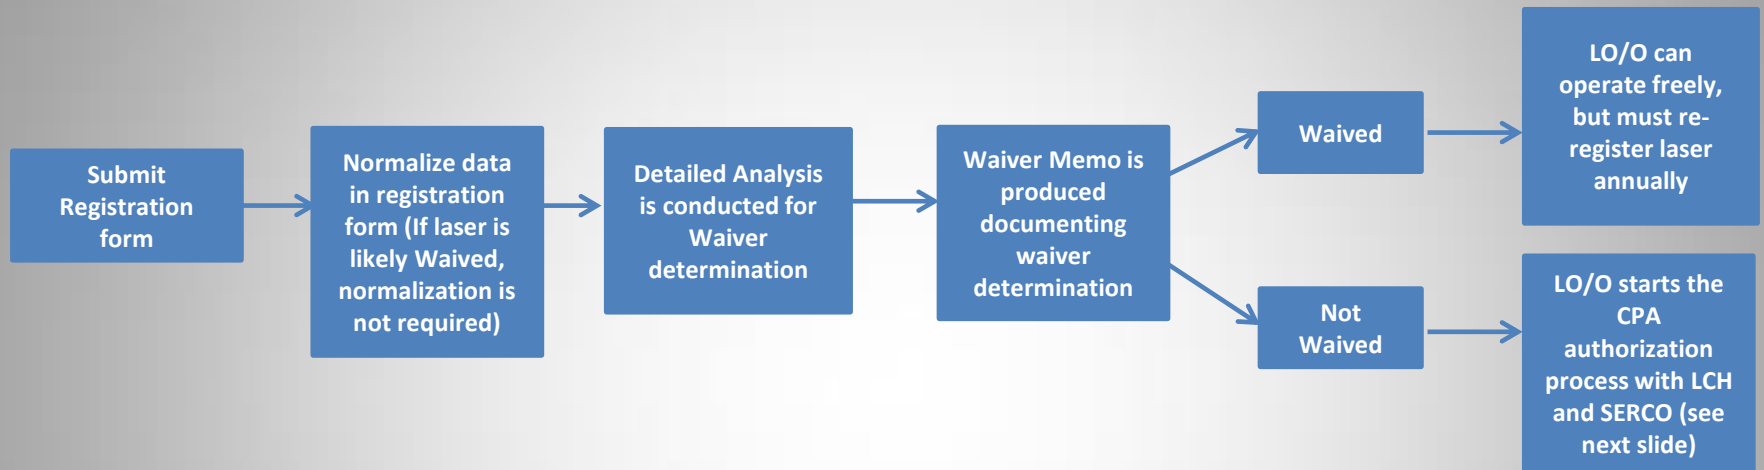 Submit
Registration
form
Normalize data
in registration
form (If laser is
likely Waived,
normalization is
not required)
Detailed Analysis
is conducted for
Waiver
determination
Waiver Memo is
produced
documenting
waiver
determination
Waived
LO/O can
operate freely,
but must re-
register laser
annually
Not
Waived
LO/O starts the
CPA
authorization
process with LCH
and SERCO (see
next slide)